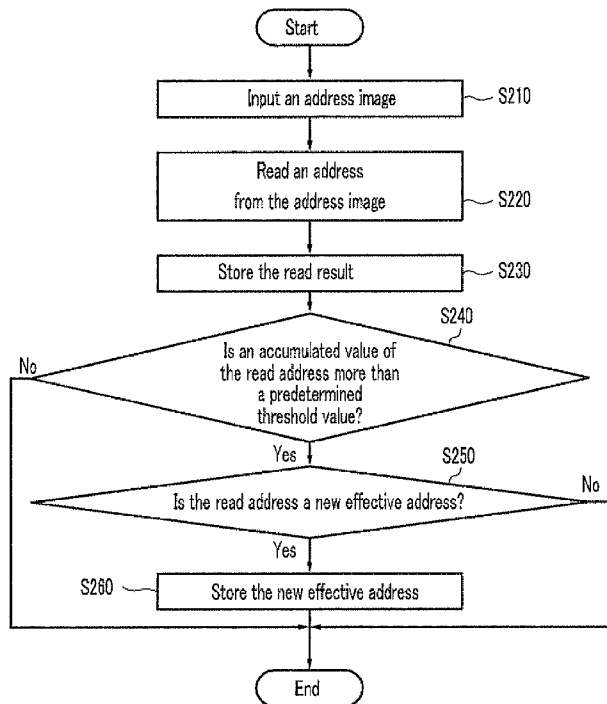 Start
Input an address image
S210
Read an address
from the address image
S220
Store the read result
S230
S240
No
Is an accumulated value of
the read address more than
a predetermined
threshold value?
Yes
S250
Is the read address a new effective address?
No
Yes
S260
Store the new effective address
End